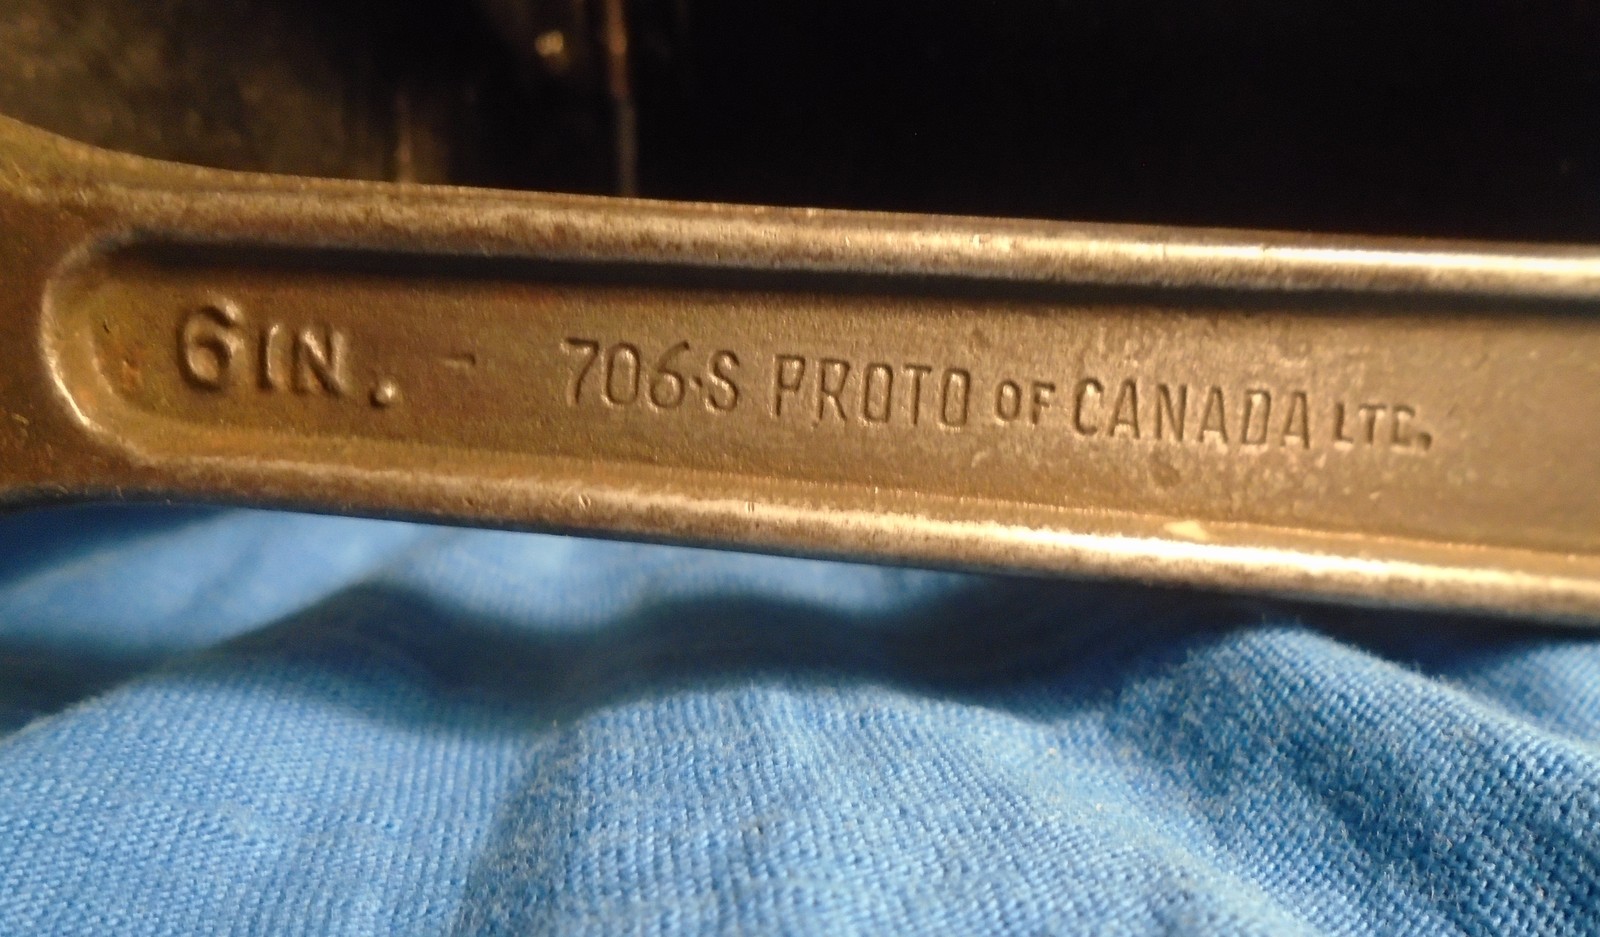 6IN. - 706-S PROTO OF CANADA LTD.